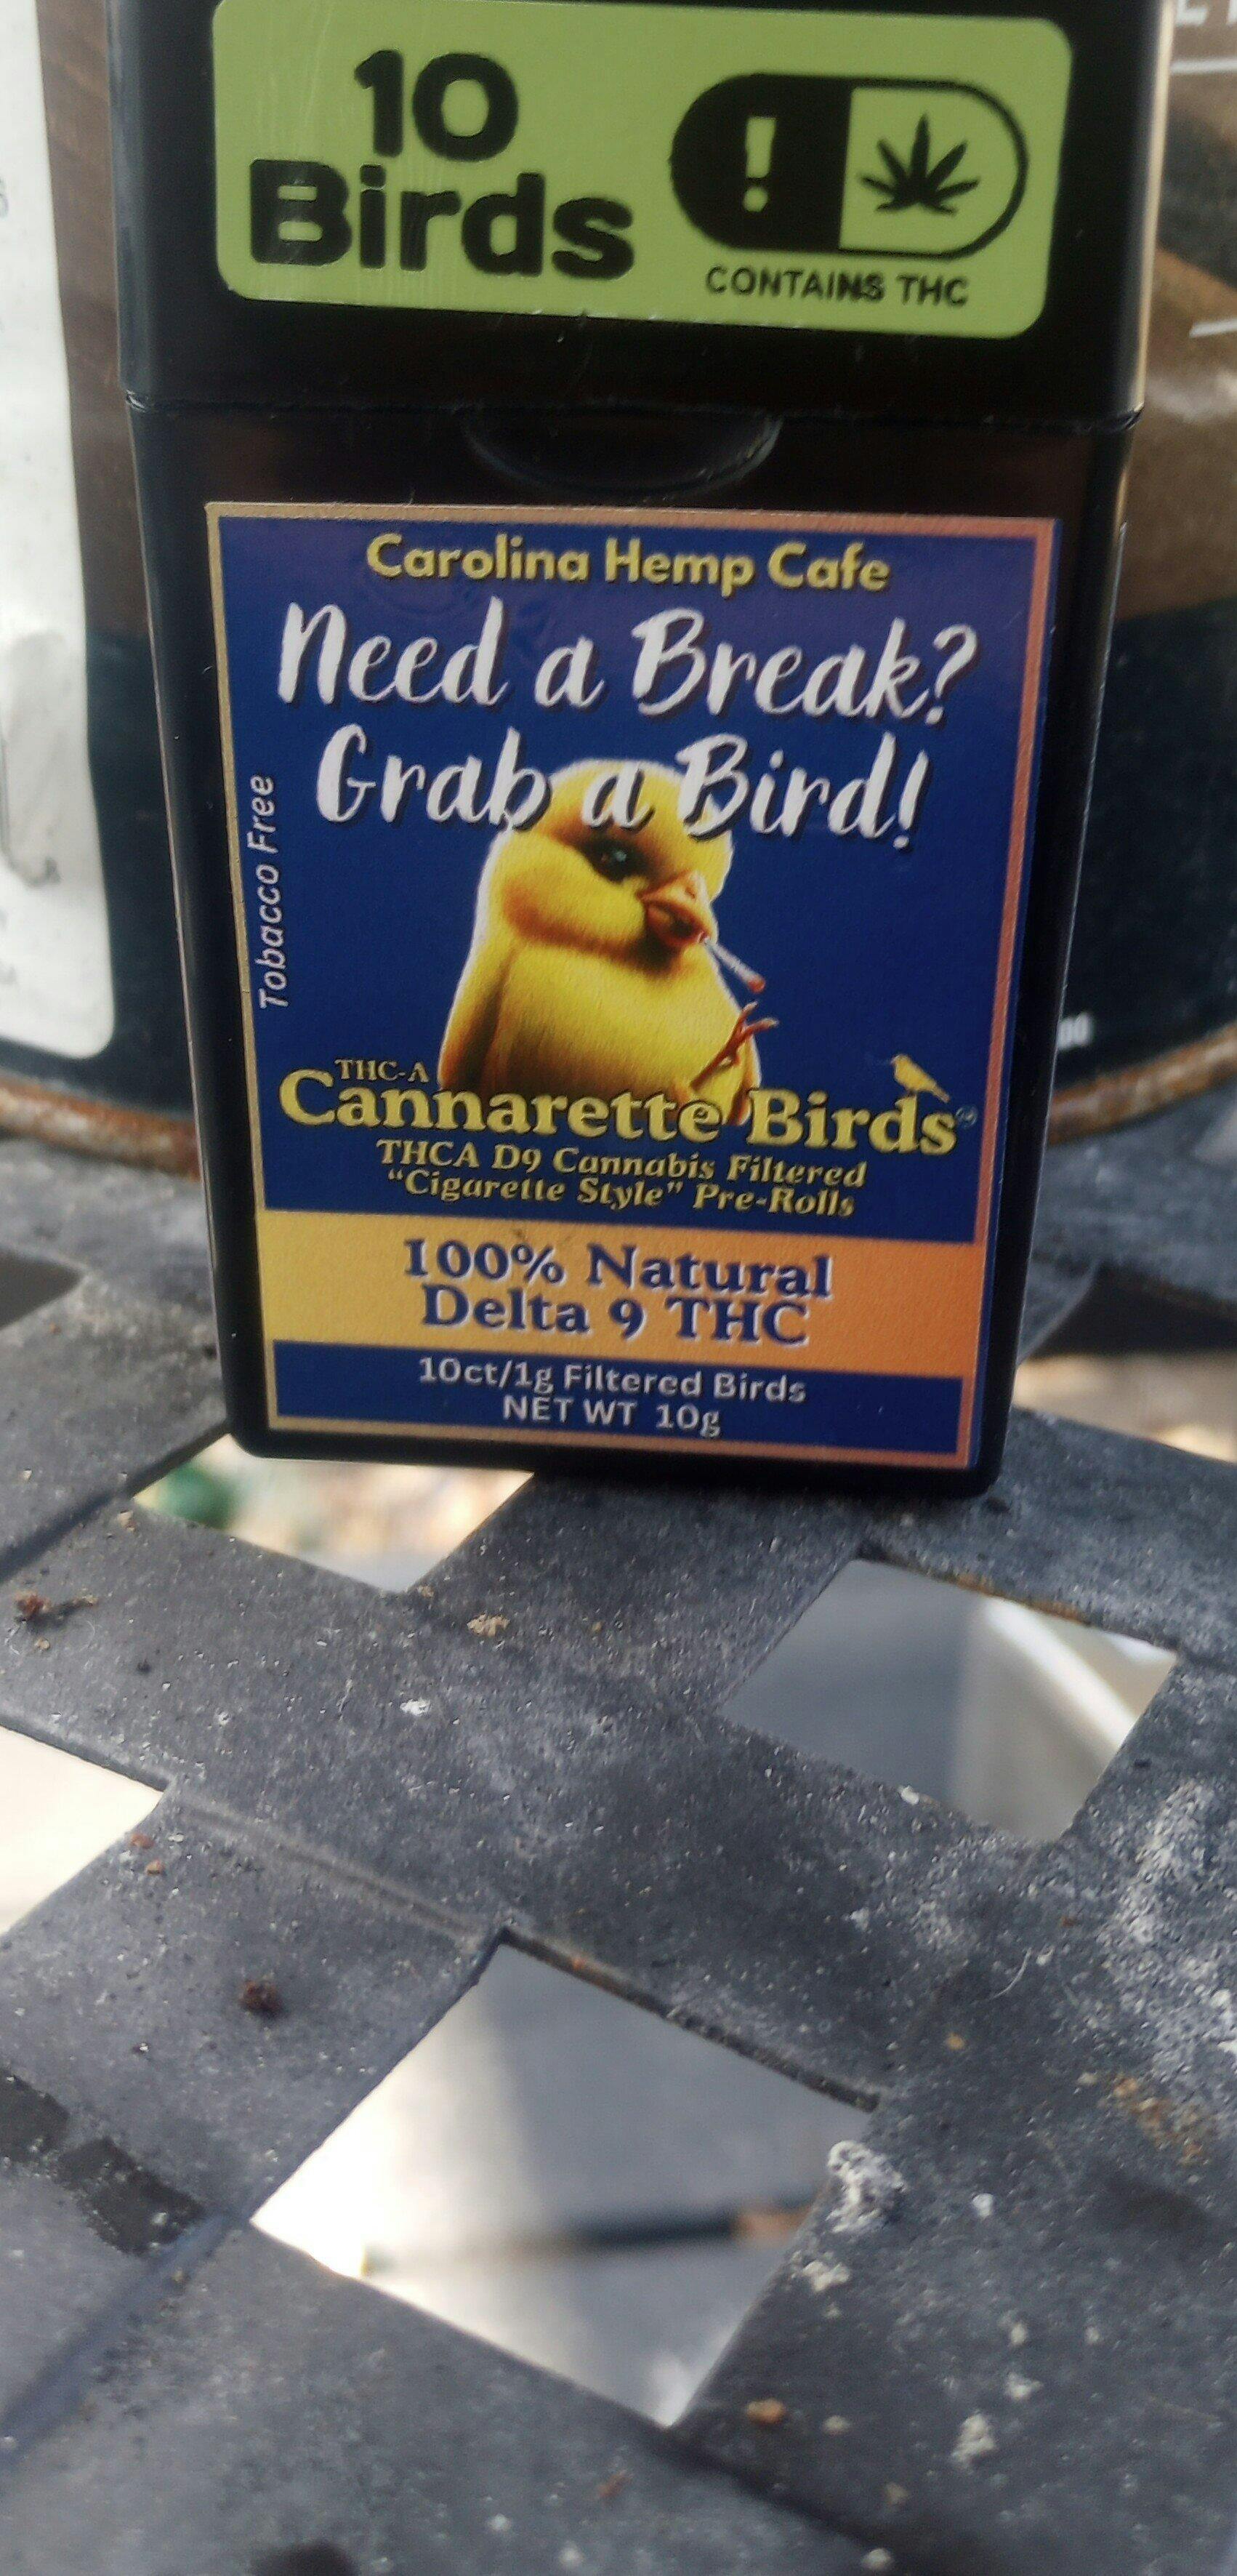 10
Birds
CONTAINS THC
Carolina Hemp Cafe
Need a Break?
Grab a Bird!
Tobacco Free
THC-A
Cannarette Birds
THCA D9 Cannabis Filtered
"Cigarette Style" Pre-Rolls
100% Natural
Delta 9 THC
10ct/1g Filtered Birds
NET WT 10g